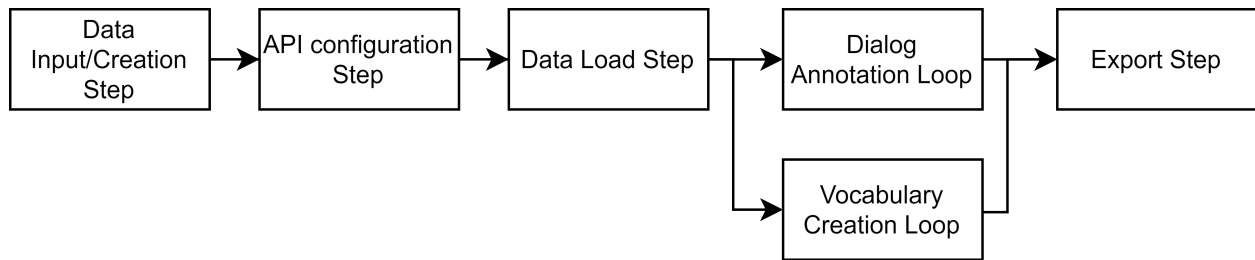 Data
Input/Creation
Step
API configuration
Step
Data Load Step
Dialog
Annotation Loop
Export Step
Vocabulary
Creation Loop